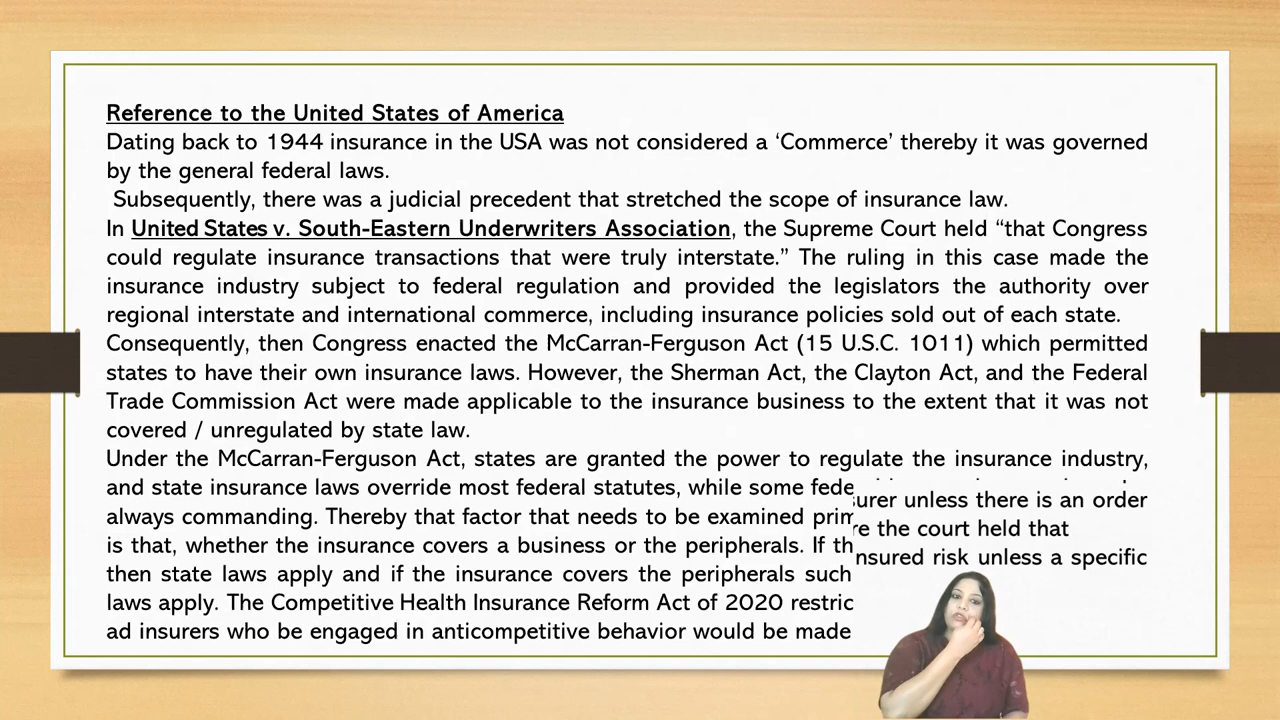 Reference to the United States of America
Dating back to 1944 insurance in the USA was not considered a ‘Commerce’ thereby it was governed
by the general federal laws.
Subsequently, there was a judicial precedent that stretched the scope of insurance law.
In United States v. South-Eastern Underwriters Association, the Supreme Court held “that Congress
could regulate insurance transactions that were truly interstate.” The ruling in this case made the
insurance industry subject to federal regulation and provided the legislators the authority over
regional interstate and international commerce, including insurance policies sold out of each state.
Consequently, then Congress enacted the McCarran-Ferguson Act (15 U.S.C. 1011) which permitted
states to have their own insurance laws. However, the Sherman Act, the Clayton Act, and the Federal
Trade Commission Act were made applicable to the insurance business to the extent that it was not
covered / unregulated by state law.
Under the McCarran-Ferguson Act, states are granted the power to regulate the insurance industry,
and state insurance laws override most federal statutes, while some
always commanding. Thereby that factor that needs to be examined
is that, whether the insurance covers a business or the peripherals. If
then state laws apply and if the insurance covers the peripherals such
laws apply. The Competitive Health Insurance Reform Act of 2020
ad insurers who be engaged in anticompetitive behavior would be made
unless there is an order
the court held that
risk unless a specific